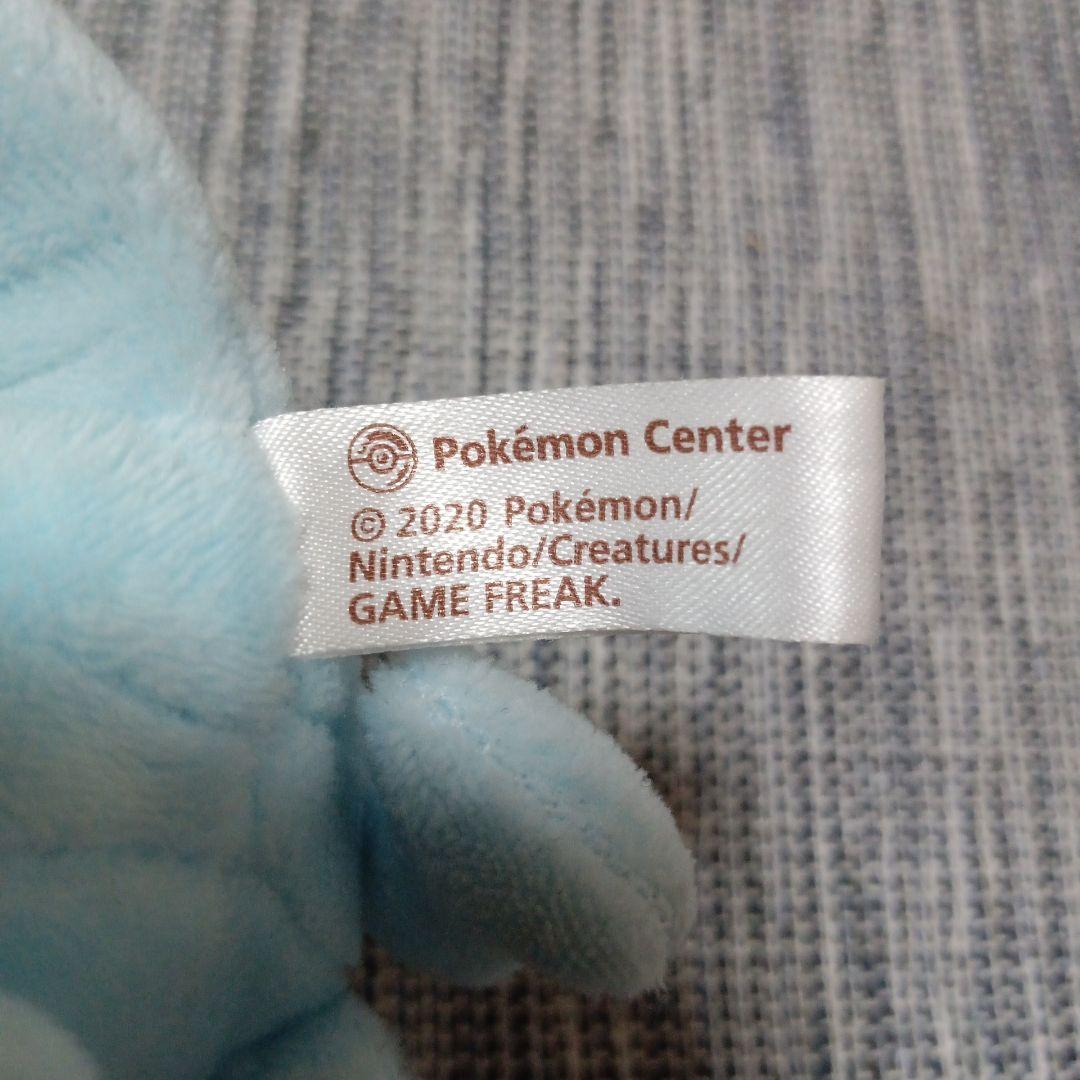 Pokémon Center
© 2020 Pokémon/
Nintendo/Creatures/
GAME FREAK.